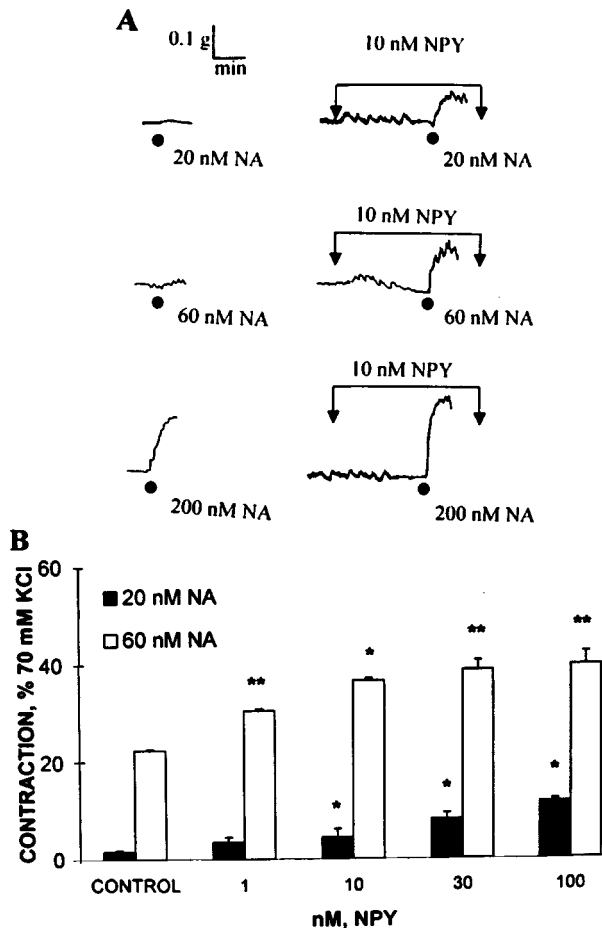 A
0.1 g
min
10 nM NPY
20 nM NA
20 nM NA
10 nM NPY
60 nM NA
60 nM NA
10 nM NPY
200 nM NA
200 nM NA
B
CONTRACTION, % 70 mM KCl
60
40
20
0
20 nM NA
60 nM NA
** * ** **
* * *
CONTROL 1 10 30 100
nM, NPY